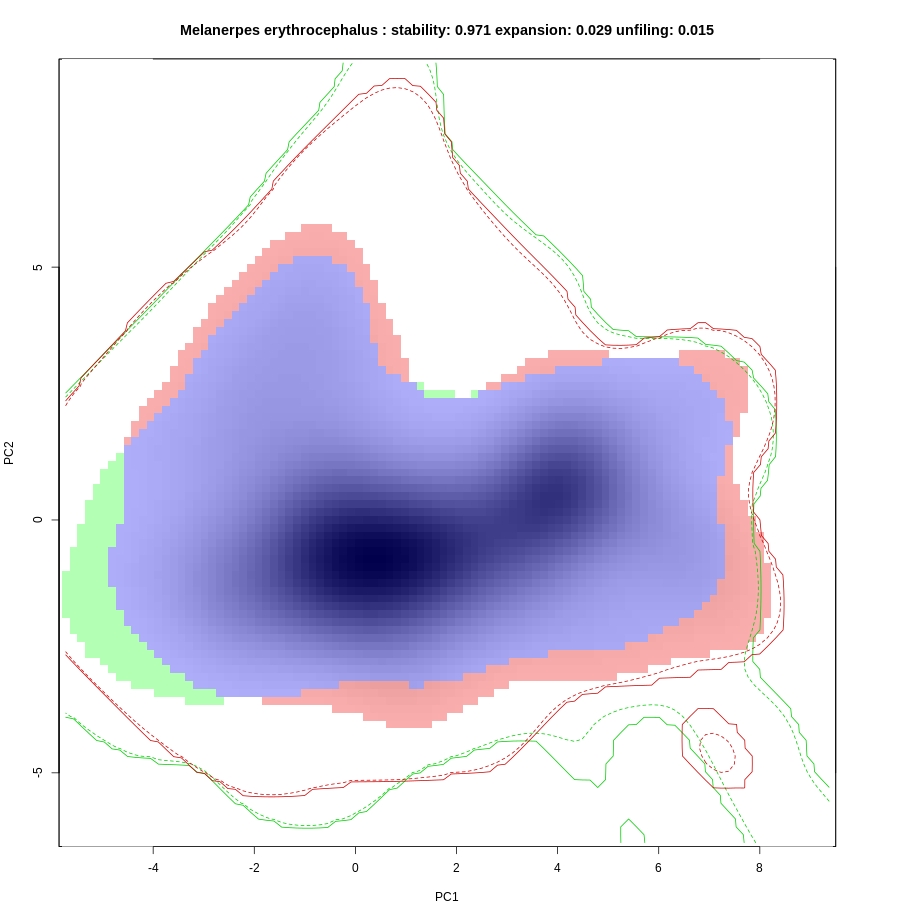 Melanerpes erythrocephalus : stability: 0.971 expansion: 0.029 unfiling: 0.015
5
0
-5
PC2
-4 -2 0 2 4 6 8
PC1